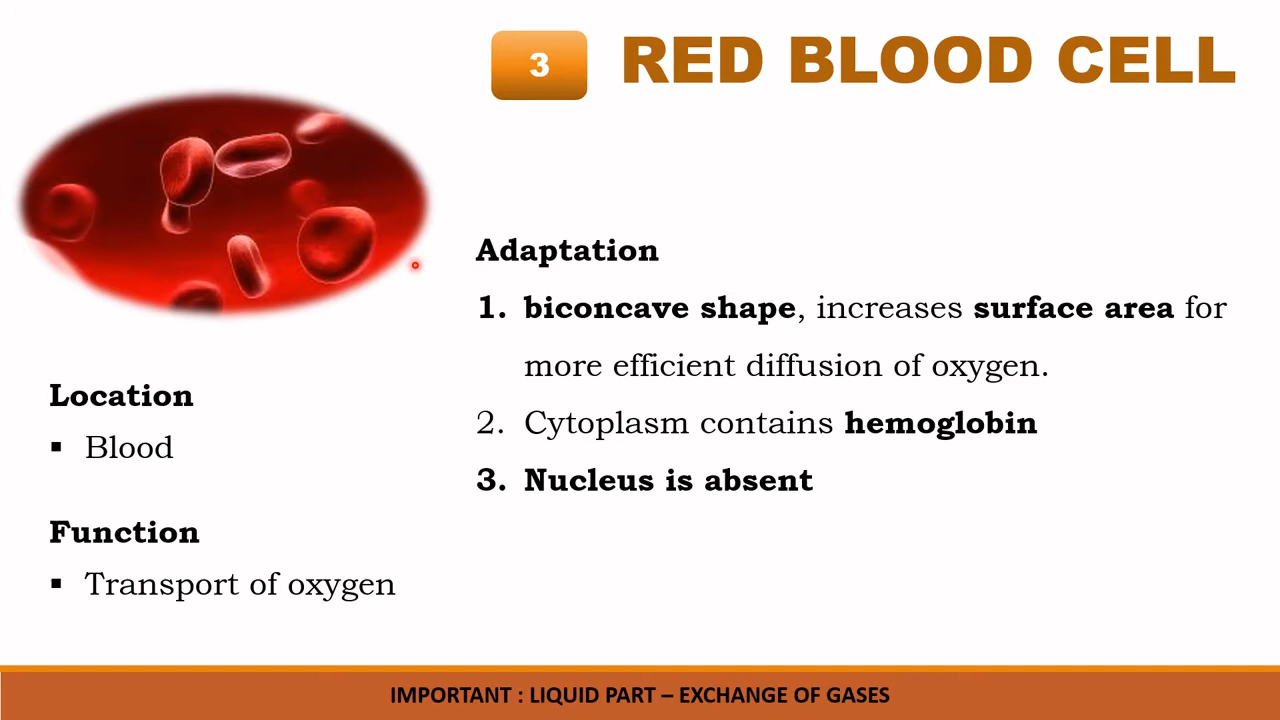 3 RED BLOOD CELL
Location
▪ Blood
Function
▪ Transport of oxygen
Adaptation
1. biconcave shape, increases surface area for
more efficient diffusion of oxygen.
2. Cytoplasm contains hemoglobin
3. Nucleus is absent
IMPORTANT : LIQUID PART – EXCHANGE OF GASES